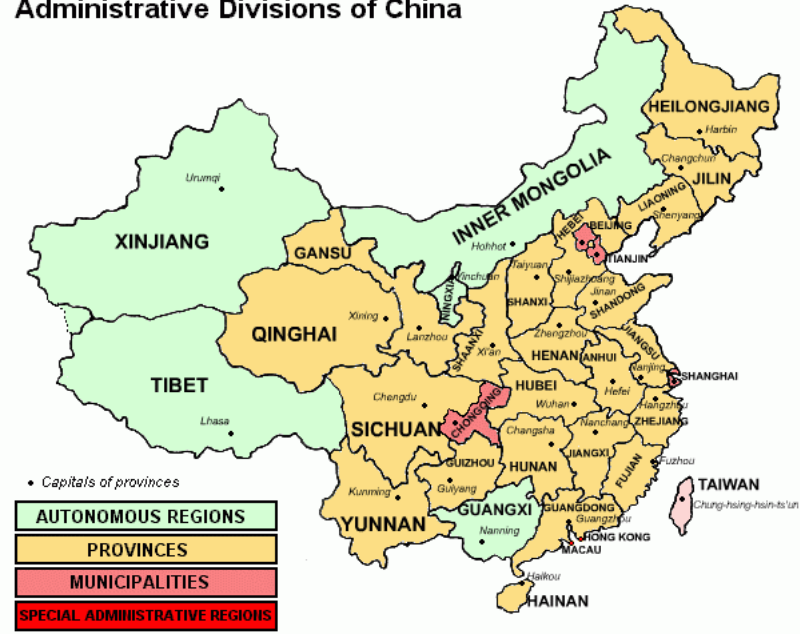 Administrative Divisions of China
HEILONGJIANG
Harbin
Changchun
JILIN
LIAONING
Shenyang
INNER MONGOLIA
Hohhot
Urumqi
XINJIANG
GANSU
HEBEI
BEIJING
TIANJIN
Yinchuan
NINGXIA
Taiyuan
Shijiazhuang
SHANXI
Jinan
SHANDONG
QINGHAI
Xining
Lanzhou
SHAANXI
Xi'an
Zhengzhou
HENAN
JIANGSU
ANHUI
Nanjing
Hefei
SHANGHAI
TIBET
Lhasa
Chengdu
SICHUAN
CHONGQING
HUBEI
Wuhan
Hangzhou
ZHEJIANG
Changsha
Nanchang
HUNAN
JIANGXI
FUJIAN
Fuzhou
GUIZHOU
Guiyang
Kunming
YUNNAN
GUANGXI
Nanning
GUANGDONG
Guangzhou
HONG KONG
MACAU
TAIWAN
Chung-hsing-hsin-ts'un
Haikou
HAINAN
Capitals of provinces
AUTONOMOUS REGIONS
PROVINCES
MUNICIPALITIES
SPECIAL ADMINISTRATIVE REGIONS